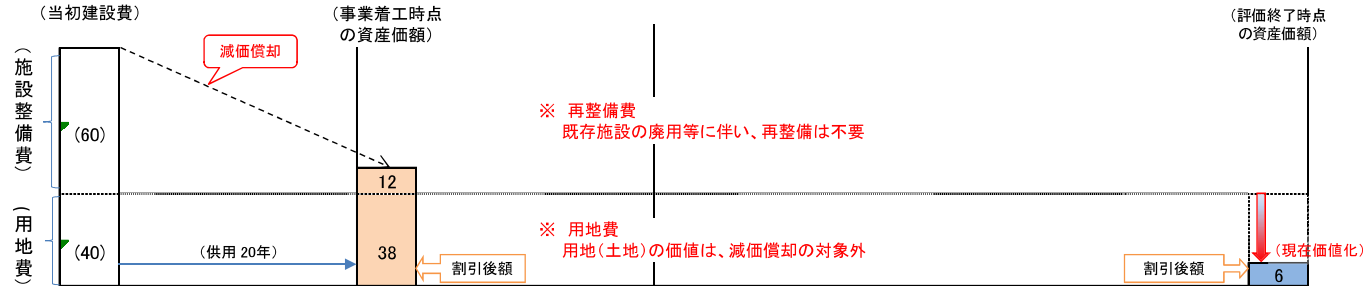 (当初建設費)
(事業着工時点
の資産価額)
(評価終了時点
の資産価額)
減価償却
(施設整備費)
(60)
※ 再整備費
既存施設の廃用等に伴い、再整備は不要
12
(用地費)
(40)
(供用 20年)
38
割引後額
※ 用地費
用地(土地)の価値は、減価償却の対象外
割引後額
(現在価値化)
6